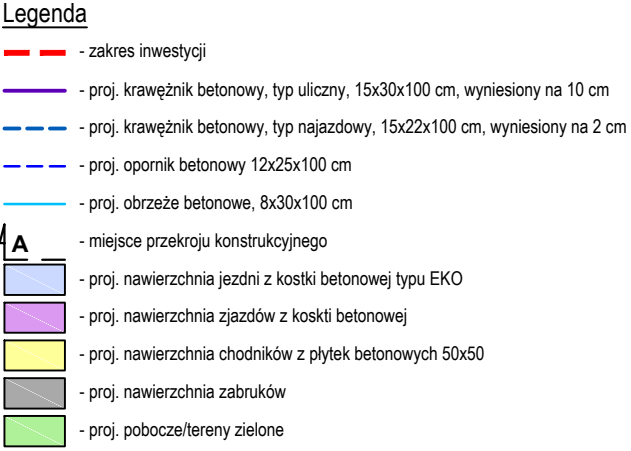 Legenda
- zakres inwestycji
- proj. krawężnik betonowy, typ uliczny, 15x30x100 cm, wyniesiony na 10 cm
- proj. krawężnik betonowy, typ najazdowy, 15x22x100 cm, wyniesiony na 2 cm
- proj. opornik betonowy 12x25x100 cm
- proj. obrzeże betonowe, 8x30x100 cm
A - miejsce przekroju konstrukcyjnego
- proj. nawierzchnia jezdni z kostki betonowej typu EKO
- proj. nawierzchnia zjazdów z koskti betonowej
- proj. nawierzchnia chodników z płytek betonowych 50x50
- proj. nawierzchnia zabruków
- proj. pobocze/tereny zielone